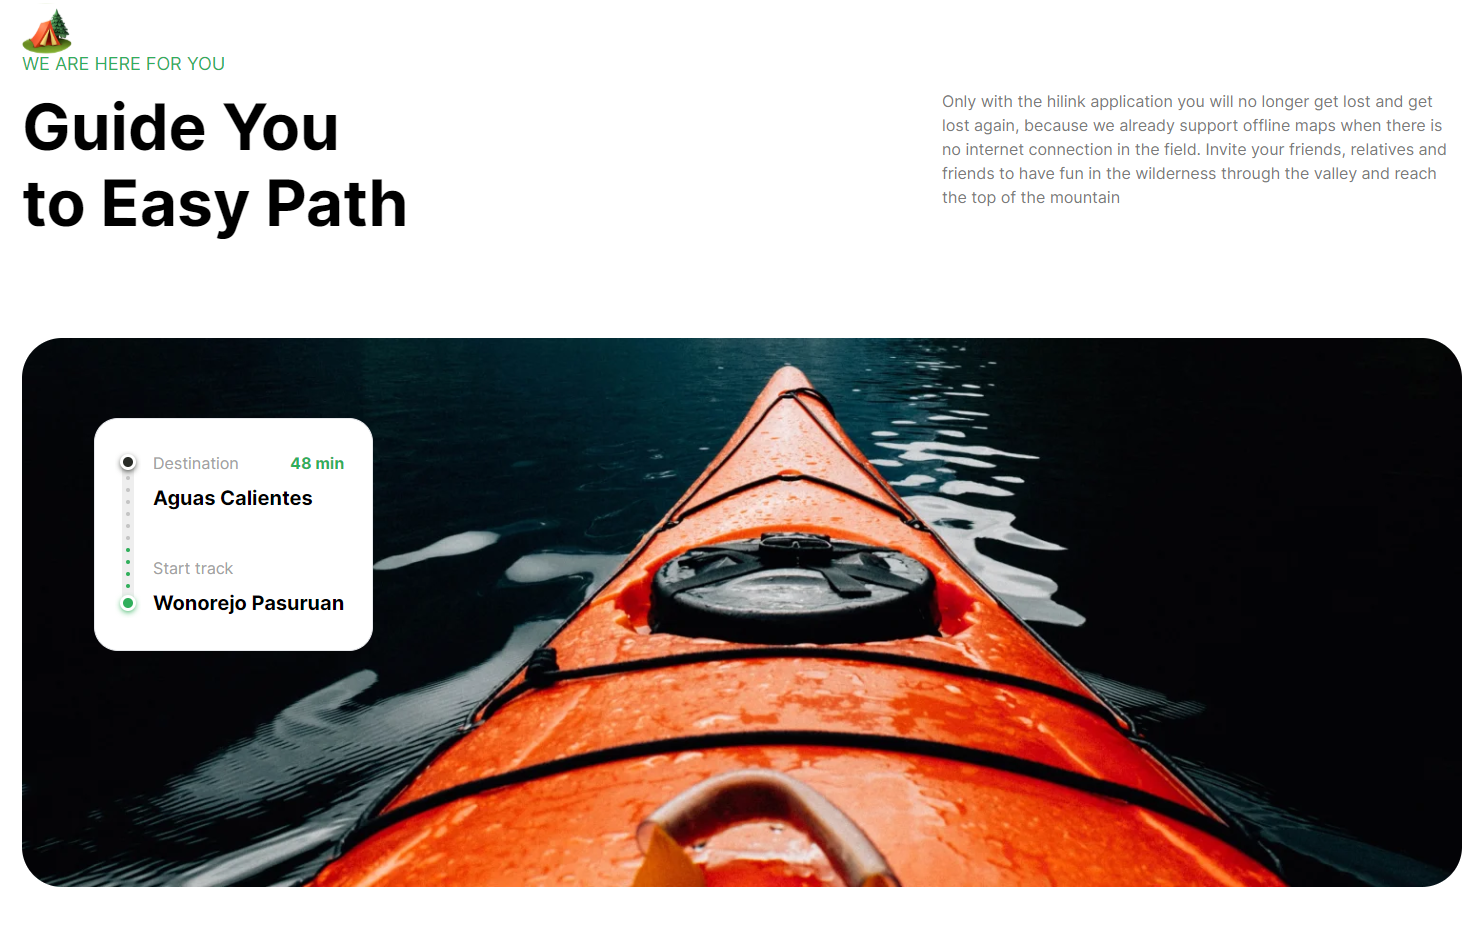 WE ARE HERE FOR YOU
Guide You
to Easy Path
Only with the hilink application you will no longer get lost and get
lost again, because we already support offline maps when there is
no internet connection in the field. Invite your friends, relatives and
friends to have fun in the wilderness through the valley and reach
the top of the mountain
Destination 48 min
Aguas Calientes
Start track
Wonorejo Pasuruan